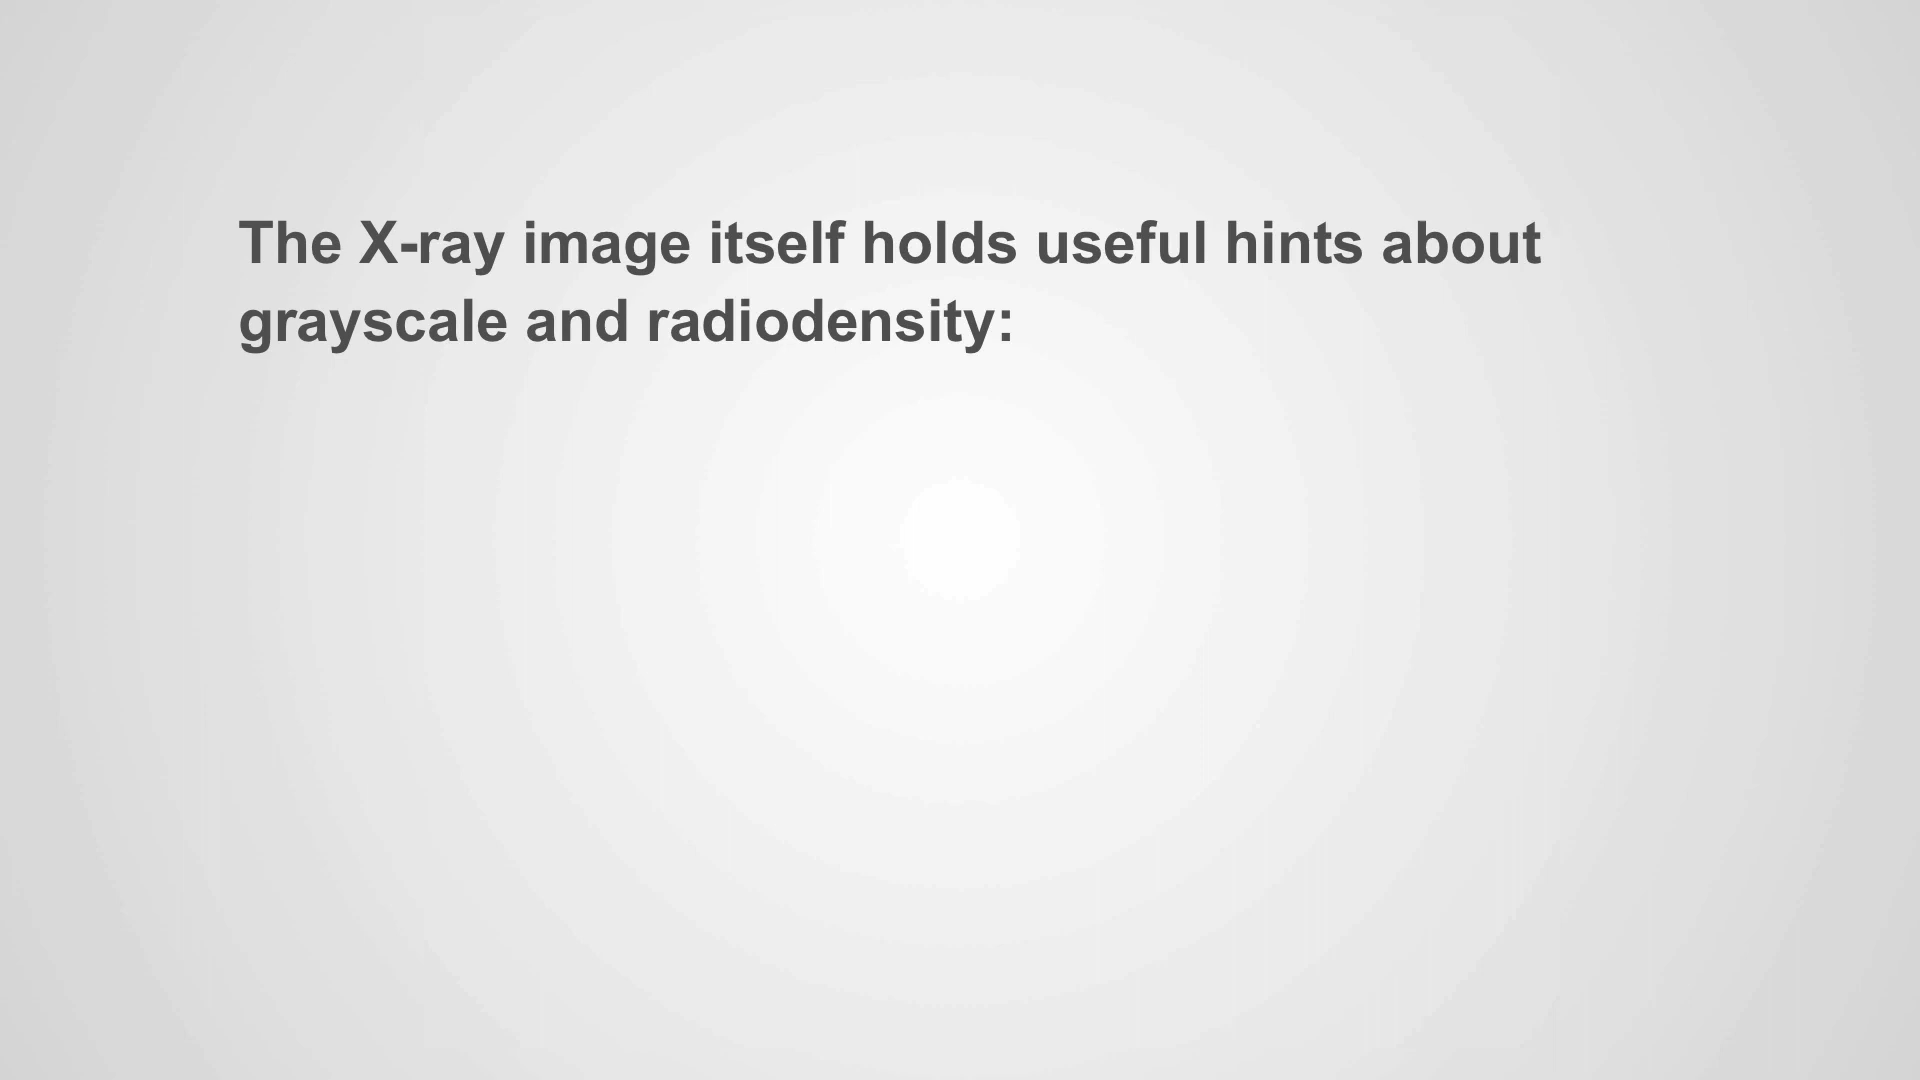 The X-ray image itself holds useful hints about
grayscale and radiodensity: